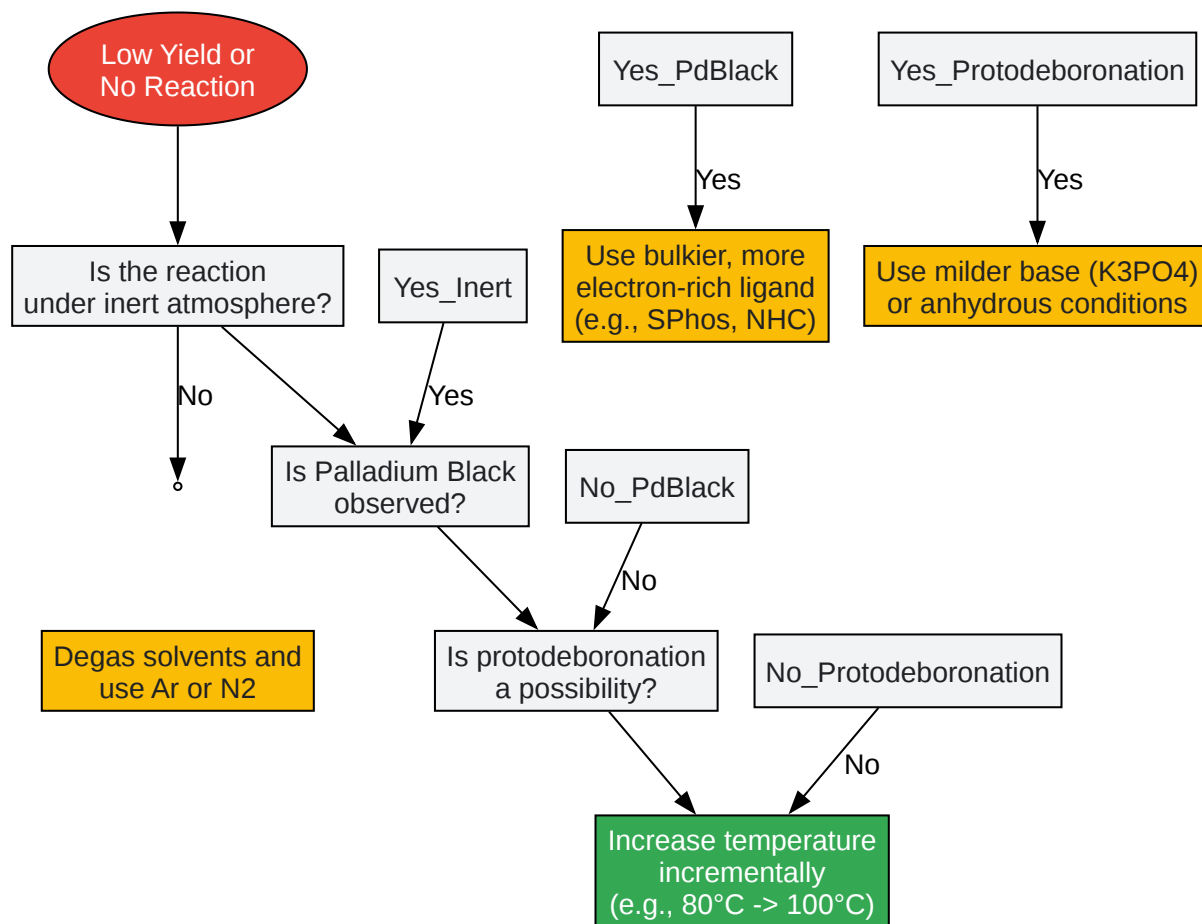 Low Yield or
No Reaction
Yes_PdBlack
Yes_Protodeboronation
Yes
Yes
Is the reaction
under inert atmosphere?
Yes_Inert
Use bulkier, more
electron-rich ligand
(e.g., SPhos, NHC)
Use milder base (K3PO4)
or anhydrous conditions
No
Yes
Is Palladium Black
observed?
No_PdBlack
No
Degas solvents and
use Ar or N2
Is protodeboronation
a possibility?
No_Protodeboronation
No
Increase temperature
incrementally
(e.g., 80°C -> 100°C)